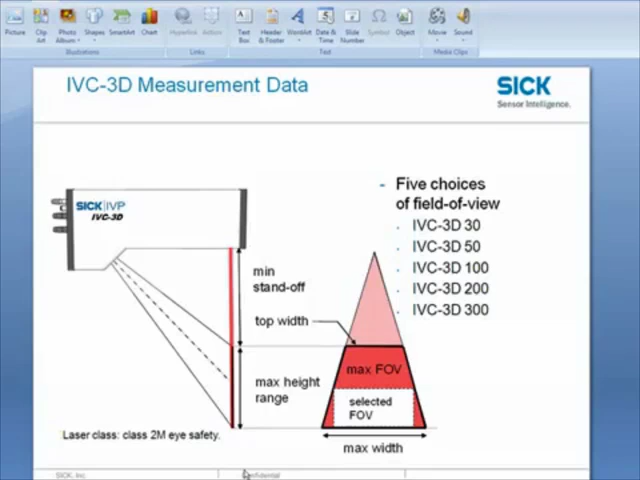 Picture Clip Art Photo Album Shapes SmartArt Chart Hyperlink Action Text Box Header & Footer WordArt Date & Time Slide Number Symbol Object Movie Sound
Illustrations Links Text Media Clips
IVC-3D Measurement Data
SICK
Sensor Intelligence.
SICK IVP
IVC-3D
- Five choices
of field-of-view
IVC-3D 30
IVC-3D 50
IVC-3D 100
IVC-3D 200
IVC-3D 300
min
stand-off
top width
max FOV
max height
range
selected
FOV
max width
Laser class: class 2M eye safety.
SICK, Inc.
Confidential